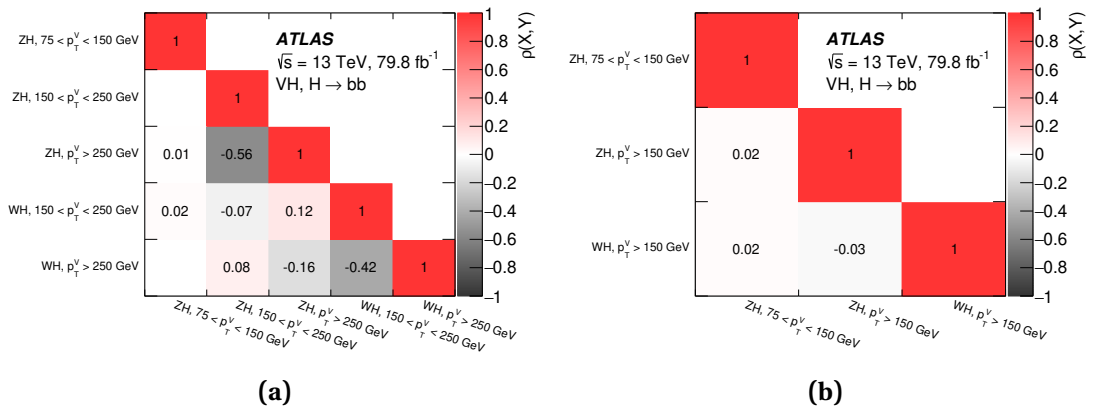 ZH, 75 < p_T^V < 150 GeV
ZH, 150 < p_T^V < 250 GeV
ZH, p_T^V > 250 GeV
WH, 150 < p_T^V < 250 GeV
WH, p_T^V > 250 GeV
ATLAS
√s = 13 TeV, 79.8 fb⁻¹
VH, H → bb
1
1
0.01 -0.56 1
0.02 -0.07 0.12 1
0.08 -0.16 -0.42 1
ZH, 75 < p_T^V < 150 GeV
ZH, 150 < p_T^V < 250 GeV
ZH, p_T^V > 250 GeV
WH, 150 < p_T^V < 250 GeV
WH, p_T^V > 250 GeV
1
0.8
0.6
0.4
0.2
0
−0.2
−0.4
−0.6
−0.8
−1
ρ(X,Y)
(a)
ZH, 75 < p_T^V < 150 GeV
ZH, p_T^V > 150 GeV
WH, p_T^V > 150 GeV
ATLAS
√s = 13 TeV, 79.8 fb⁻¹
VH, H → bb
1
0.02 1
0.02 -0.03 1
ZH, 75 < p_T^V < 150 GeV
ZH, p_T^V > 150 GeV
WH, p_T^V > 150 GeV
1
0.8
0.6
0.4
0.2
0
−0.2
−0.4
−0.6
−0.8
−1
ρ(X,Y)
(b)